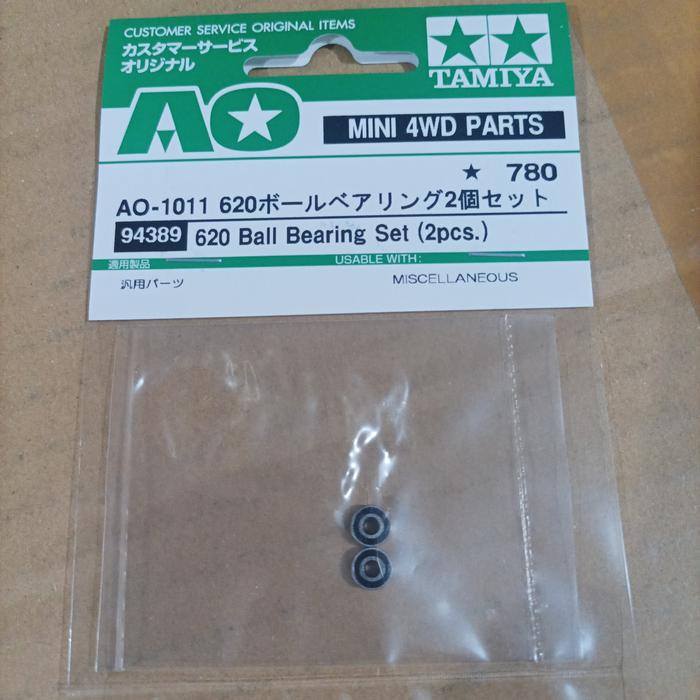 CUSTOMER SERVICE ORIGINAL ITEMS
カスタマーサービス
オリジナル
TAMIYA
AO
MINI 4WD PARTS
★ 780
AO-1011 620ボールベアリング2個セット
94389 620 Ball Bearing Set (2pcs.)
適用製品 USABLE WITH:
汎用パーツ MISCELLANEOUS